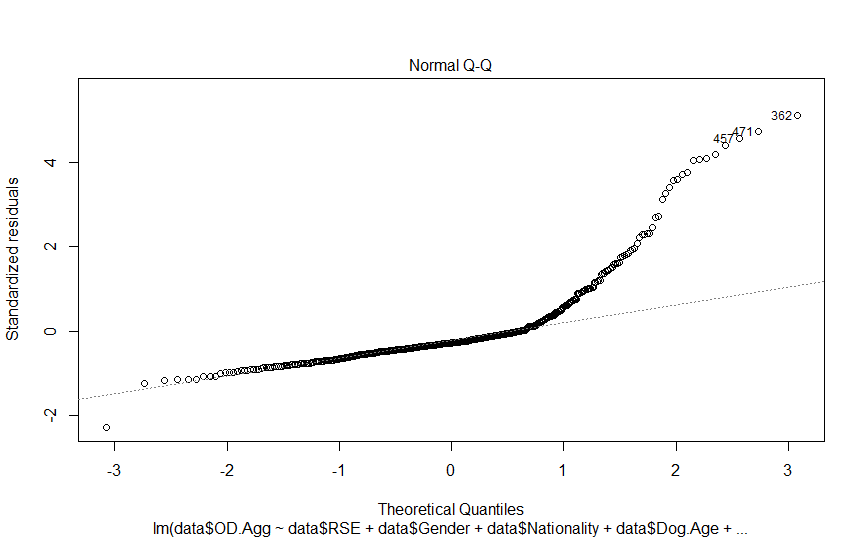 Normal Q-Q
362
471
457
4
2
0
-2
Standardized residuals
-3 -2 -1 0 1 2 3
Theoretical Quantiles
lm(data$OD.Agg ~ data$RSE + data$Gender + data$Nationality + data$Dog.Age + ...